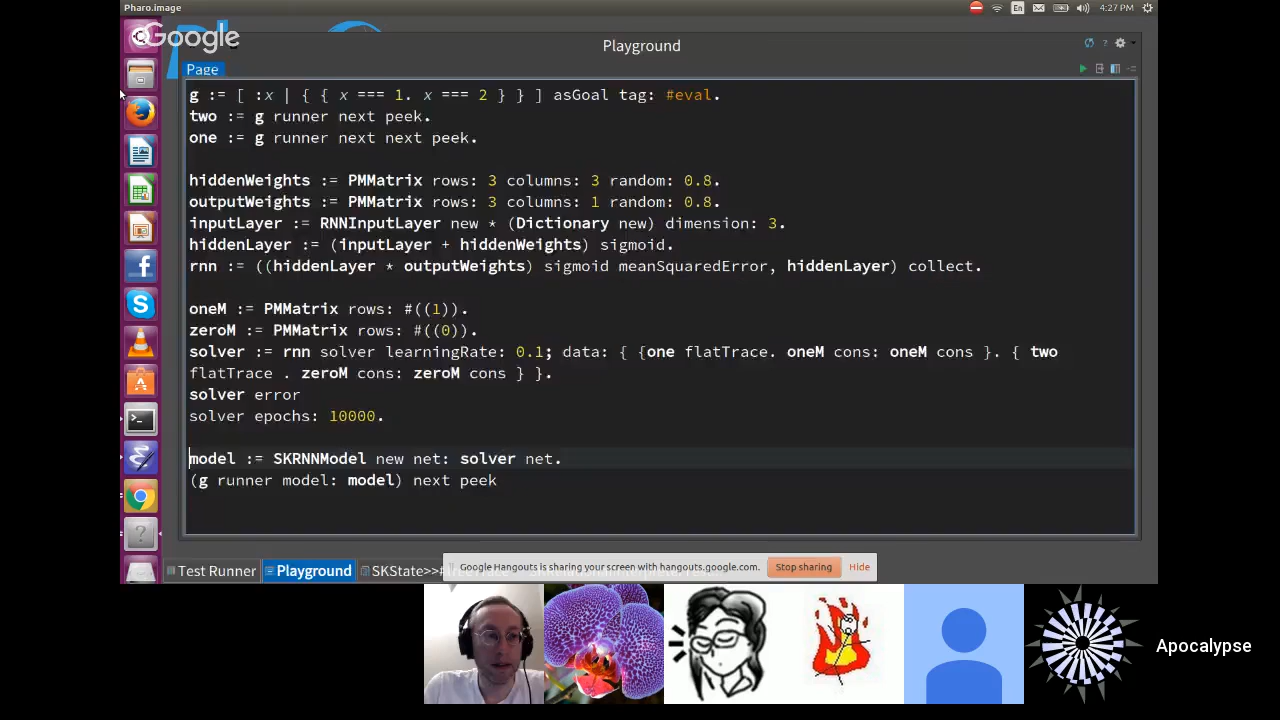 Pharo.image
En
4:27 PM
Google
Playground
?
Page
g := [ :x | { { x === 1. x === 2 } } ] asGoal tag: #eval.
two := g runner next peek.
one := g runner next next peek.
hiddenWeights := PMMatrix rows: 3 columns: 3 random: 0.8.
outputWeights := PMMatrix rows: 3 columns: 1 random: 0.8.
inputLayer := RNNInputLayer new * (Dictionary new) dimension: 3.
hiddenLayer := (inputLayer + hiddenWeights) sigmoid.
rnn := ((hiddenLayer * outputWeights) sigmoid meanSquaredError, hiddenLayer) collect.
oneM := PMMatrix rows: #((1)).
zeroM := PMMatrix rows: #((0)).
solver := rnn solver learningRate: 0.1; data: { {one flatTrace. oneM cons: oneM cons }. { two
flatTrace . zeroM cons: zeroM cons } }.
solver error
solver epochs: 10000.
model := SKRNNModel new net: solver net.
(g runner model: model) next peek
Test Runner
Playground
SKState>>#
Google Hangouts is sharing your screen with hangouts.google.com.
Stop sharing
Hide
Apocalypse